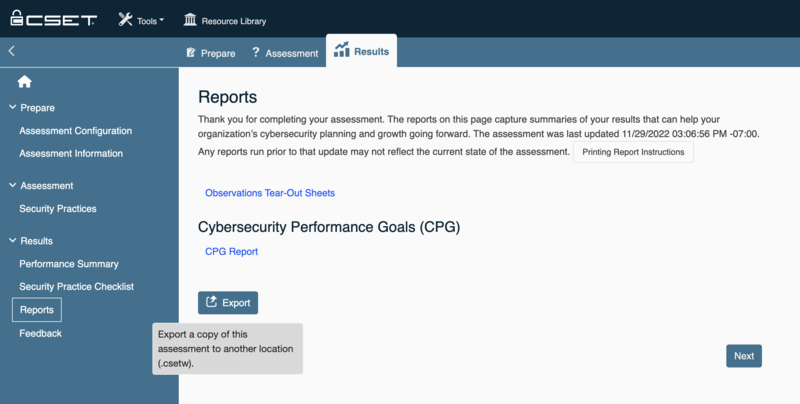 CSET
Tools
Resource Library
Prepare
? Assessment
Results
Prepare
Assessment Configuration
Assessment Information
Assessment
Security Practices
Results
Performance Summary
Security Practice Checklist
Reports
Feedback
Reports
Thank you for completing your assessment. The reports on this page capture summaries of your results that can help your
organization's cybersecurity planning and growth going forward. The assessment was last updated 11/29/2022 03:06:56 PM -07:00.
Any reports run prior to that update may not reflect the current state of the assessment. Printing Report Instructions
Observations Tear-Out Sheets
Cybersecurity Performance Goals (CPG)
CPG Report
Export
Export a copy of this
assessment to another location
(.csetw).
Next